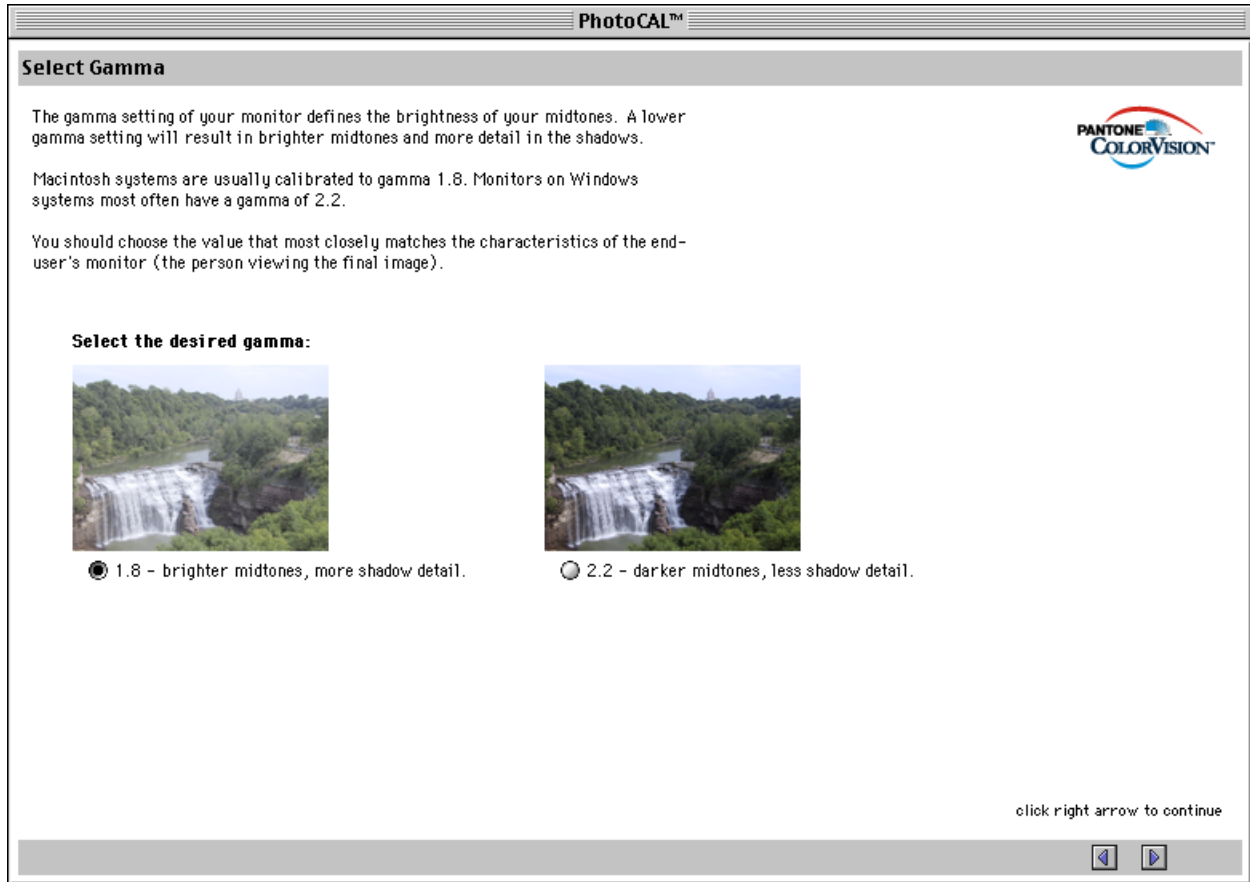 PhotoCAL™
Select Gamma
The gamma setting of your monitor defines the brightness of your midtones. A lower
gamma setting will result in brighter midtones and more detail in the shadows.
PANTONE
COLORVISION™
Macintosh systems are usually calibrated to gamma 1.8. Monitors on Windows
systems most often have a gamma of 2.2.
You should choose the value that most closely matches the characteristics of the end-
user's monitor (the person viewing the final image).
Select the desired gamma:
1.8 - brighter midtones, more shadow detail.
2.2 - darker midtones, less shadow detail.
click right arrow to continue